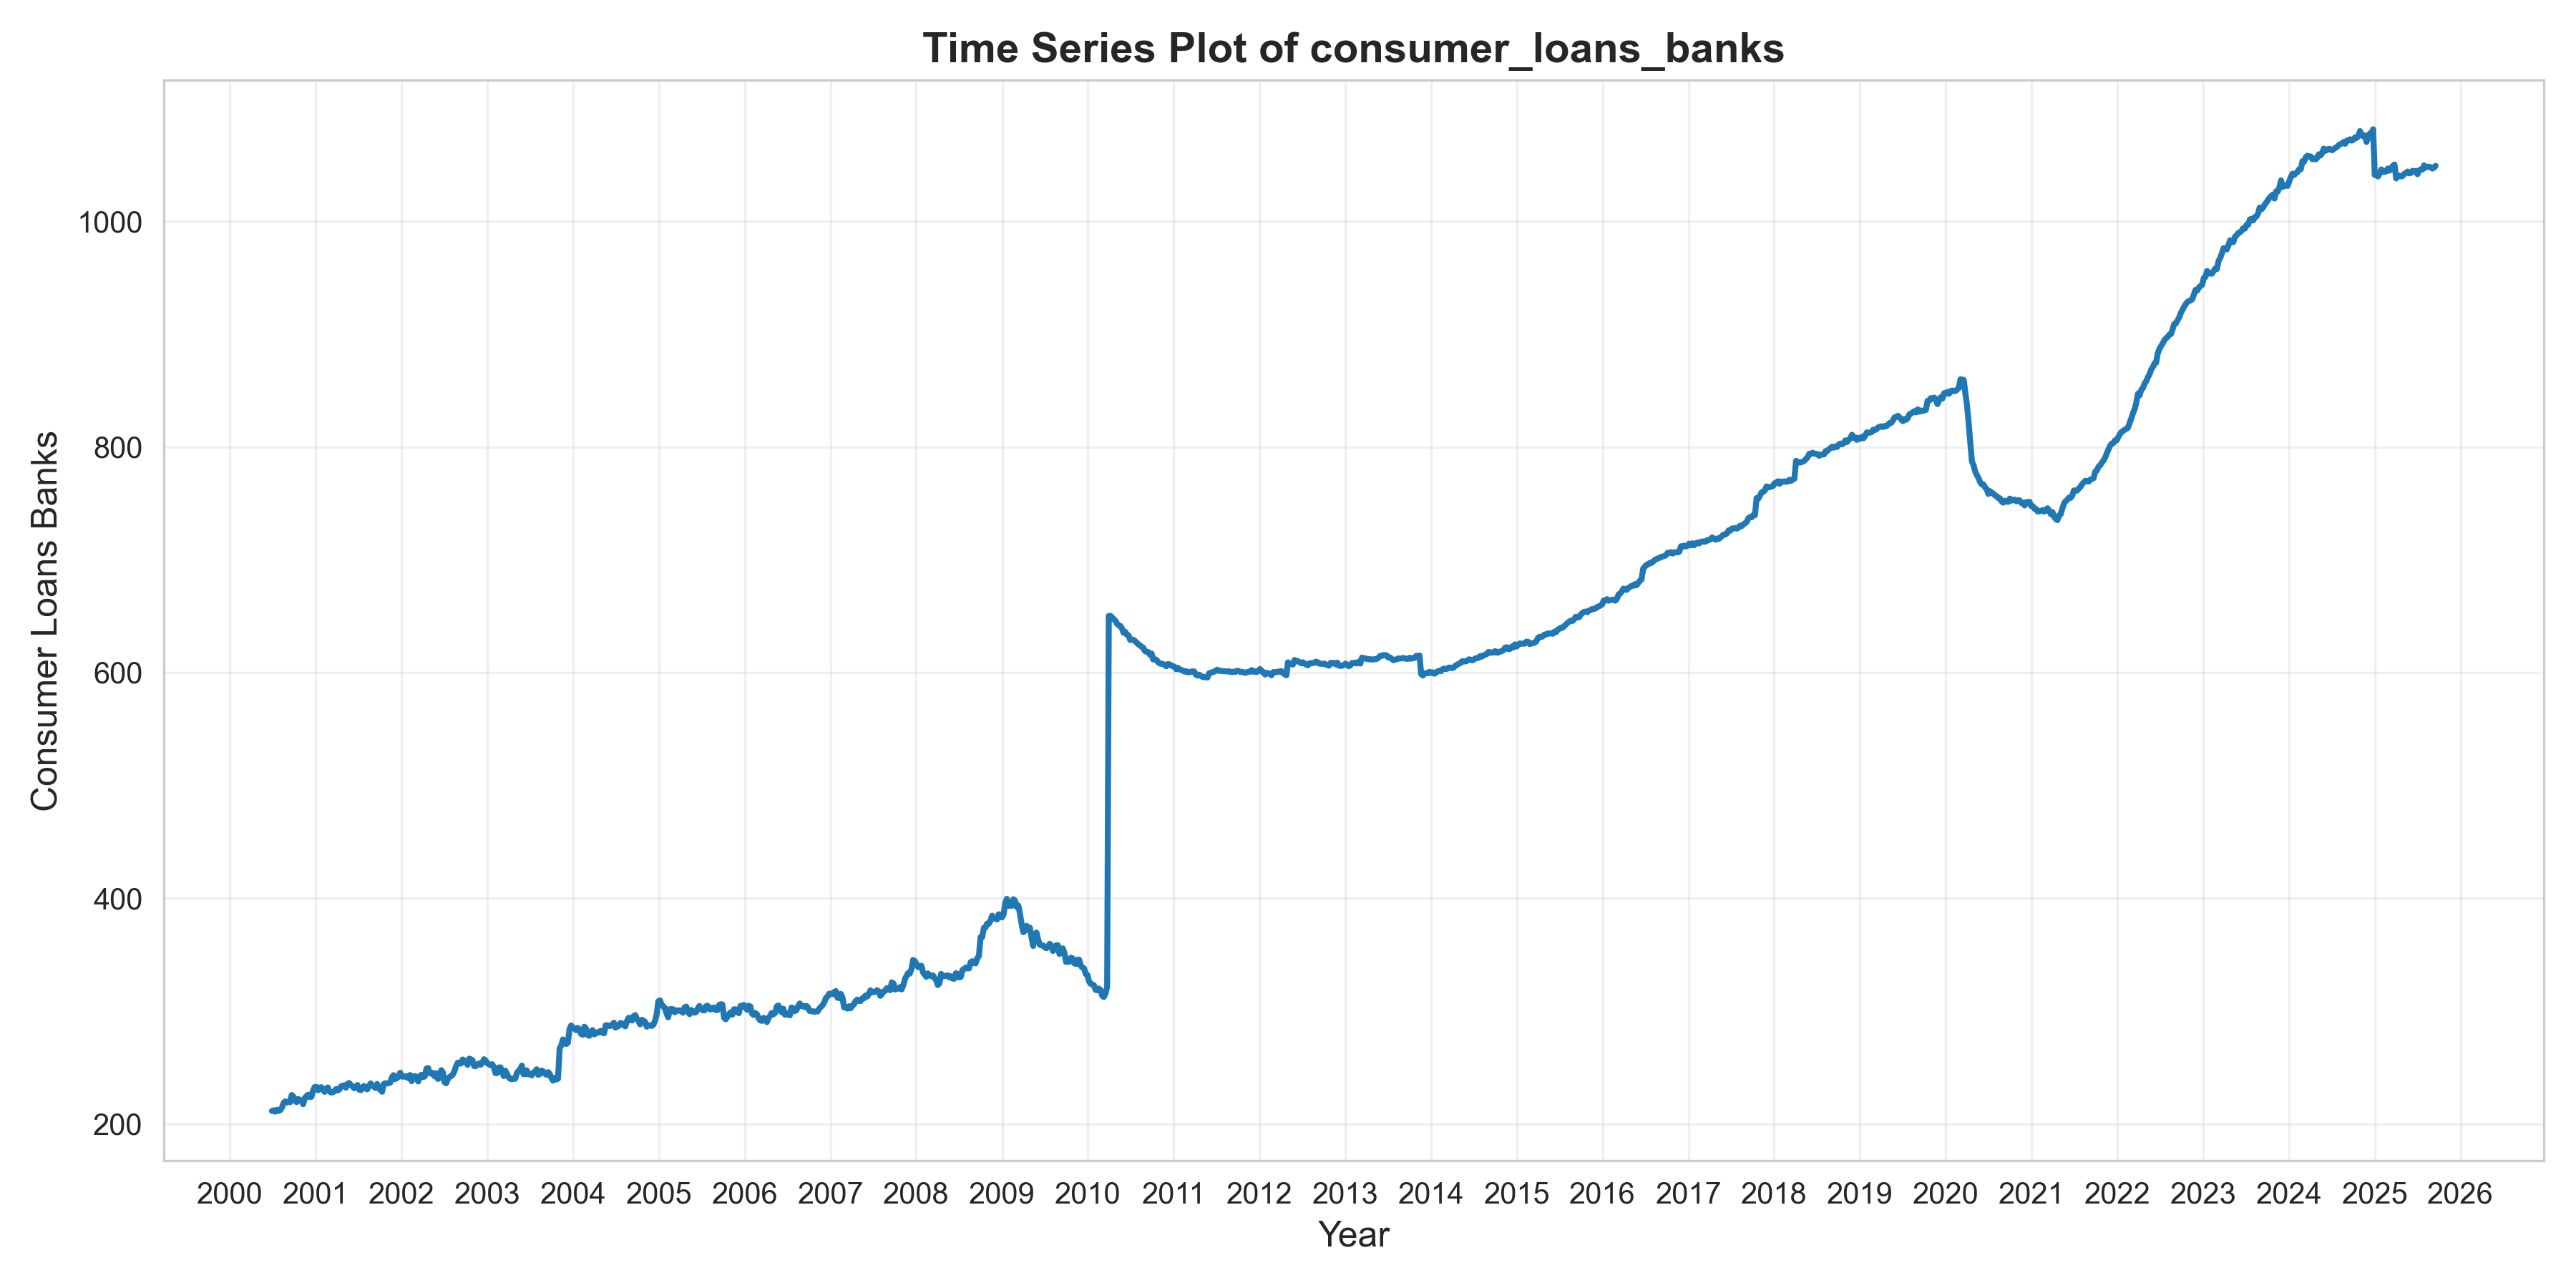 Time Series Plot of consumer_loans_banks
Consumer Loans Banks
1000
800
600
400
200
2000 2001 2002 2003 2004 2005 2006 2007 2008 2009 2010 2011 2012 2013 2014 2015 2016 2017 2018 2019 2020 2021 2022 2023 2024 2025 2026
Year